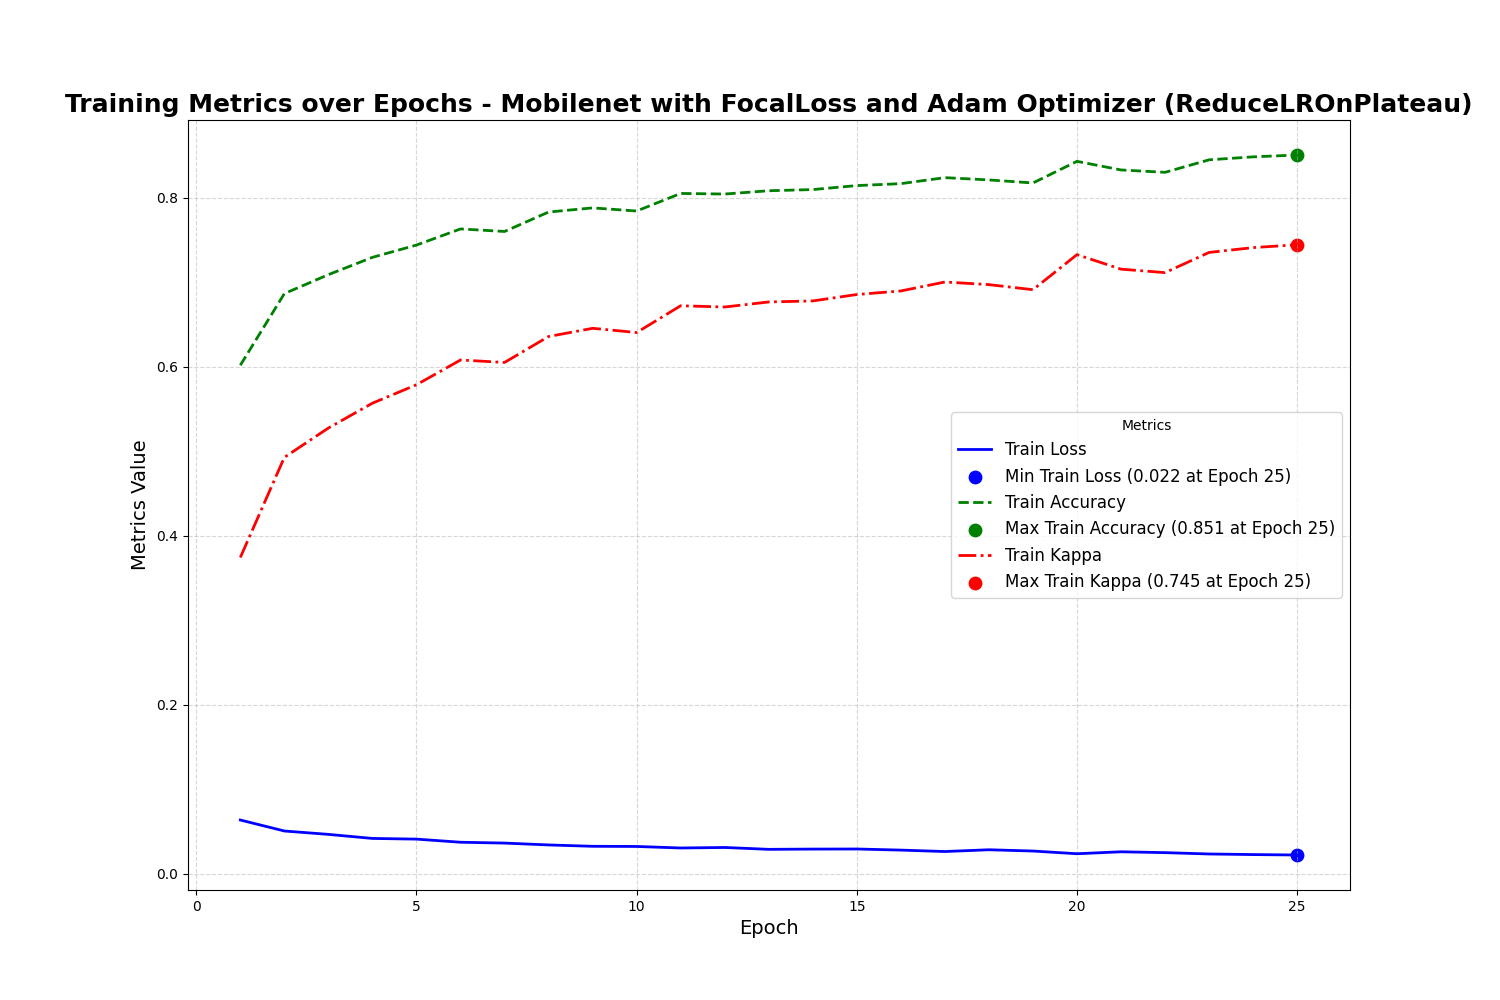 Training Metrics over Epochs - Mobilenet with FocalLoss and Adam Optimizer (ReduceLROnPlateau)
Metrics Value
0.8
0.6
0.4
0.2
0.0
Metrics
Train Loss
Min Train Loss (0.022 at Epoch 25)
Train Accuracy
Max Train Accuracy (0.851 at Epoch 25)
Train Kappa
Max Train Kappa (0.745 at Epoch 25)
0 5 10 15 20 25
Epoch